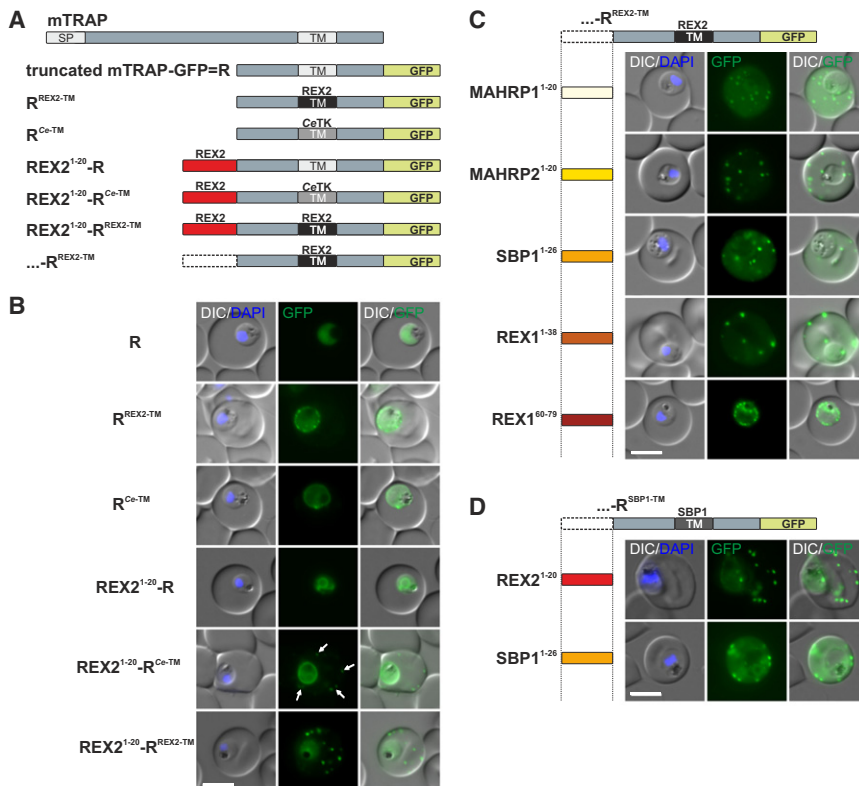 A
mTRAP
SP TM
truncated mTRAP-GFP=R TM GFP
REX2
R^REX2-TM TM GFP
CeTK
R^Ce-TM TM GFP
REX2
REX2^1-20-R TM GFP
REX2 CeTK
REX2^1-20-R^Ce-TM TM GFP
REX2 REX2
REX2^1-20-R^REX2-TM TM GFP
REX2
...-R^REX2-TM TM GFP
B
DIC/DAPI GFP DIC/GFP
R
R^REX2-TM
R^Ce-TM
REX2^1-20-R
REX2^1-20-R^Ce-TM
REX2^1-20-R^REX2-TM
C
...-R^REX2-TM
REX2
TM GFP
DIC/DAPI GFP DIC/GFP
MAHRP1^1-20
MAHRP2^1-20
SBP1^1-26
REX1^1-38
REX1^60-79
D
...-R^SBP1-TM
SBP1
TM GFP
DIC/DAPI GFP DIC/GFP
REX2^1-20
SBP1^1-26